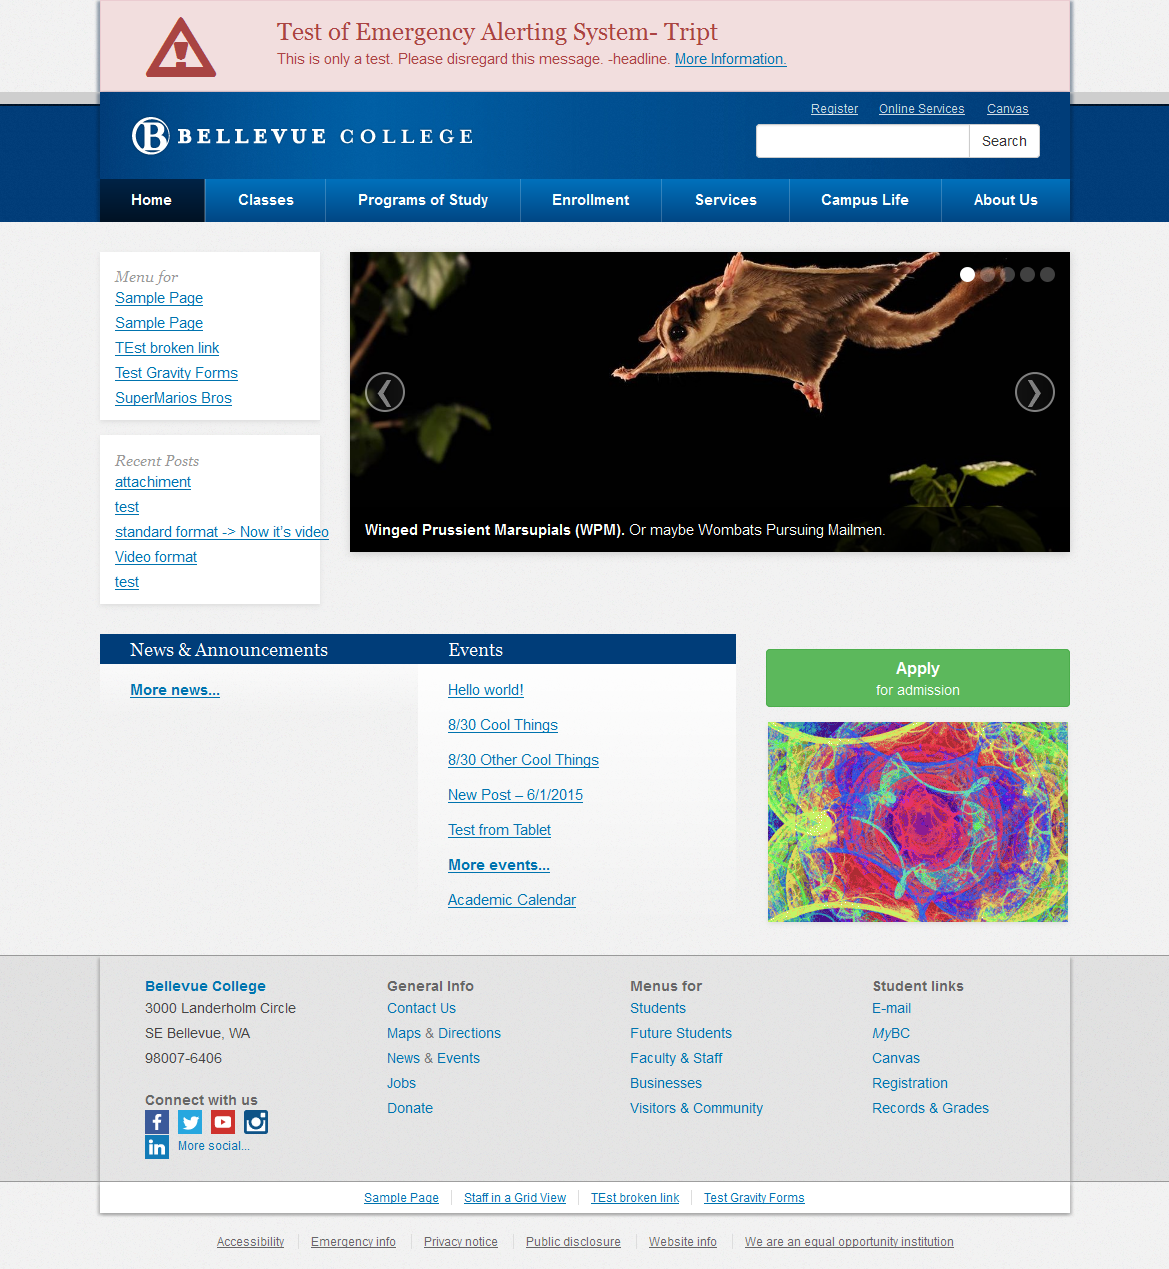 Test of Emergency Alerting System- Tript
This is only a test. Please disregard this message. -headline. More Information.
Register Online Services Canvas
BELLEVUE COLLEGE
Search
Home Classes Programs of Study Enrollment Services Campus Life About Us
Menu for
Sample Page
Sample Page
TEst broken link
Test Gravity Forms
SuperMarios Bros
Recent Posts
attachiment
test
standard format -> Now it's video
Video format
test
Winged Prussient Marsupials (WPM). Or maybe Wombats Pursuing Mailmen.
News & Announcements
More news...
Events
Hello world!
8/30 Cool Things
8/30 Other Cool Things
New Post – 6/1/2015
Test from Tablet
More events...
Academic Calendar
Apply
for admission
Bellevue College
3000 Landerholm Circle
SE Bellevue, WA
98007-6406
Connect with us
More social...
General Info
Contact Us
Maps & Directions
News & Events
Jobs
Donate
Menus for
Students
Future Students
Faculty & Staff
Businesses
Visitors & Community
Student links
E-mail
MyBC
Canvas
Registration
Records & Grades
Sample Page Staff in a Grid View TEst broken link Test Gravity Forms
Accessibility Emergency info Privacy notice Public disclosure Website info We are an equal opportunity institution